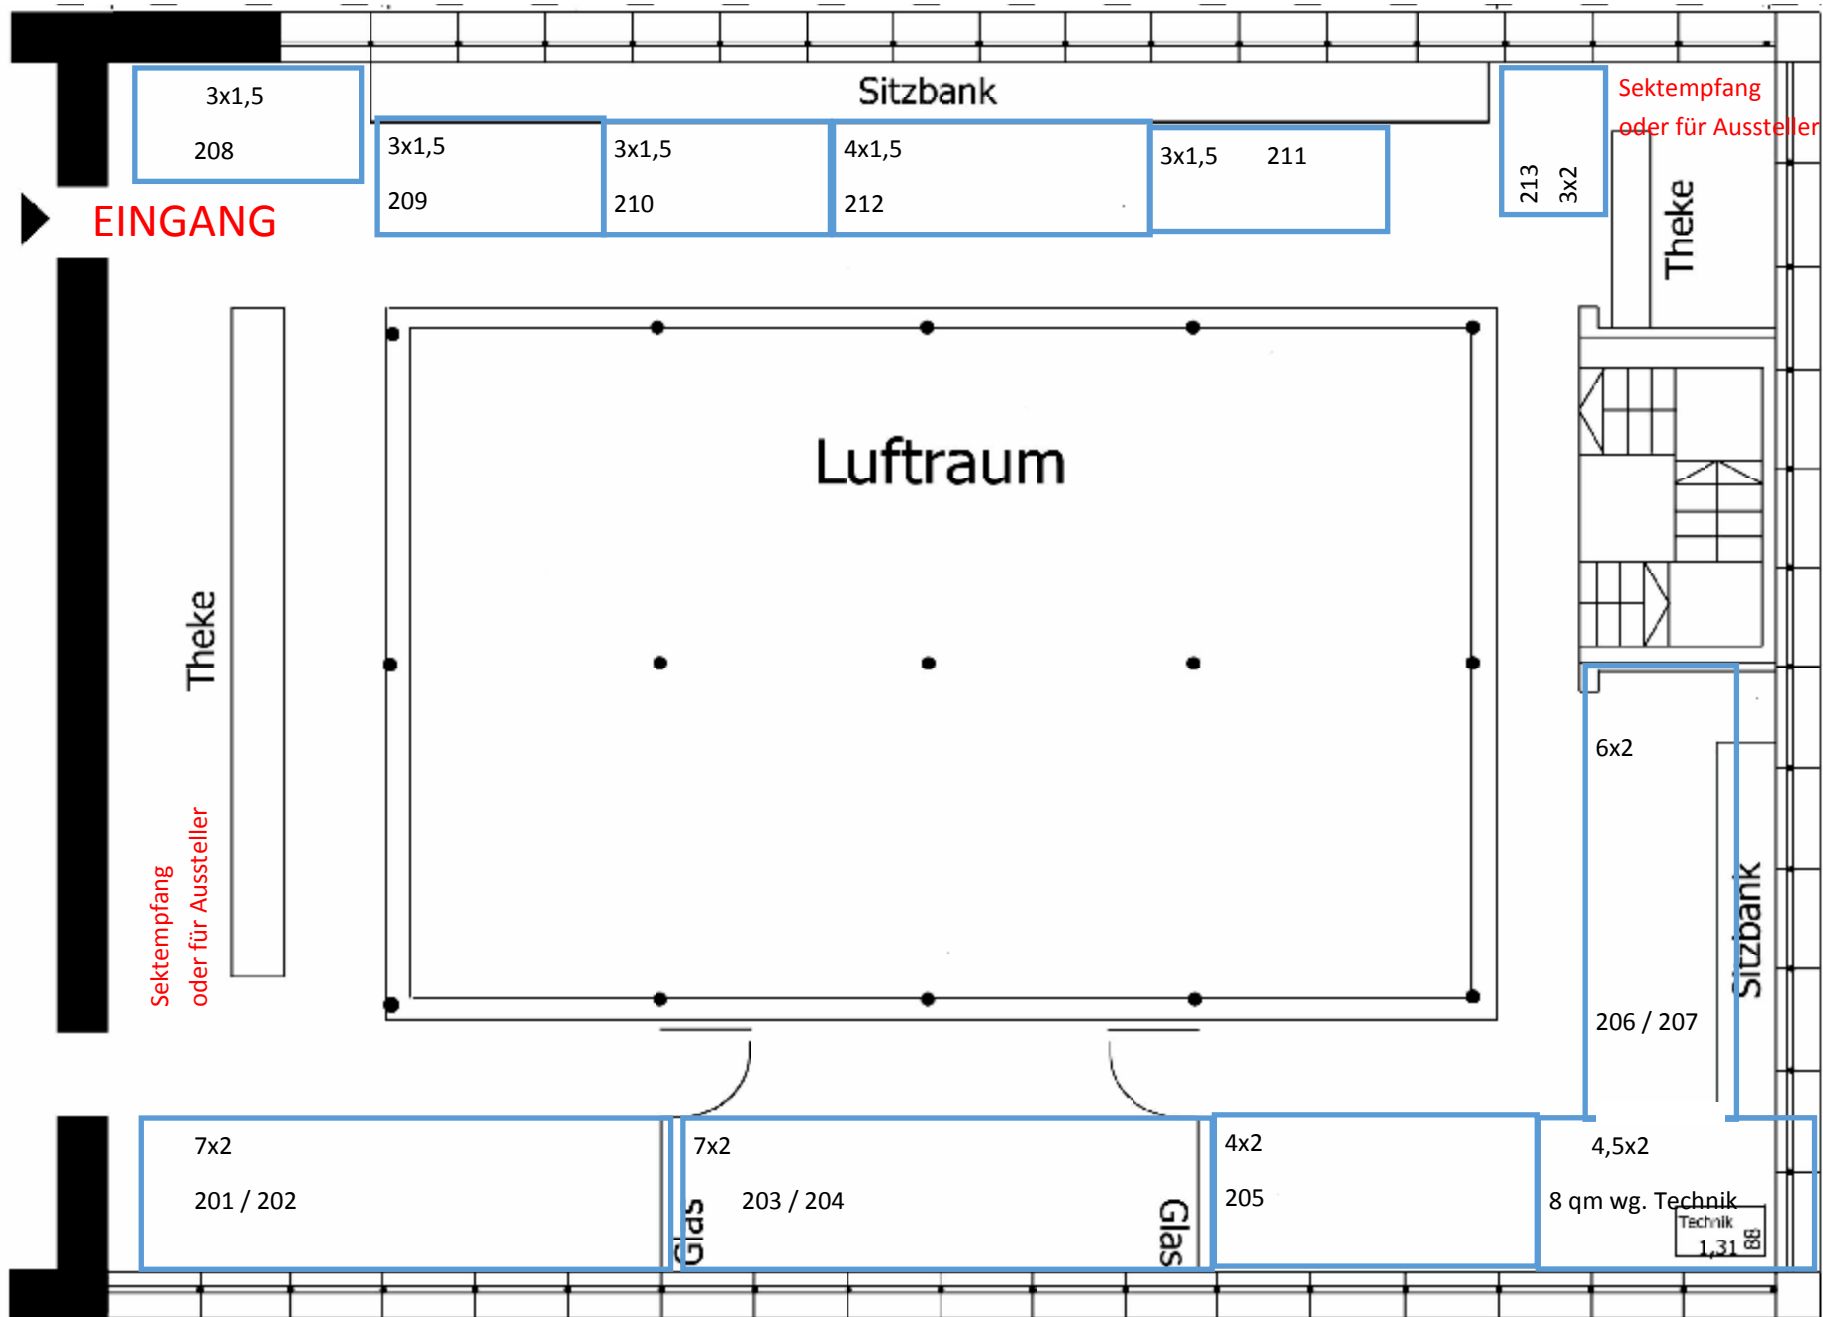 3x1,5
208
Sitzbank
3x1,5
209
3x1,5
210
4x1,5
212
3x1,5 211
213
3x2
Sektempfang
oder für Aussteller
Theke
EINGANG
Luftraum
Theke
Sektempfang
oder für Aussteller
6x2
206 / 207
Sitzbank
7x2
201 / 202
Glas
7x2
203 / 204
Glas
4x2
205
4,5x2
8 qm wg. Technik
Technik
1,31
88